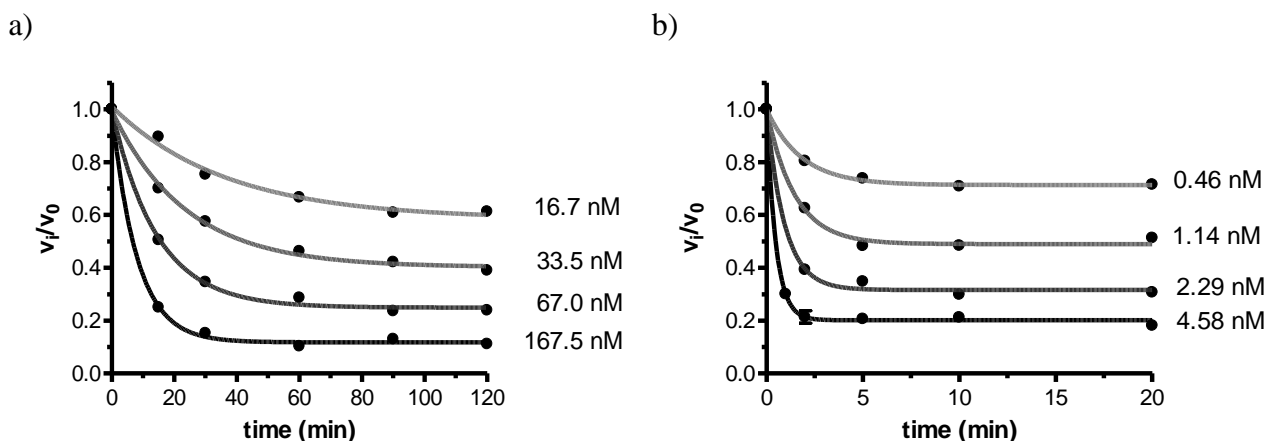 a)
1.0
0.8
0.6
0.4
0.2
0.0
vi/v0
0 20 40 60 80 100 120
time (min)
16.7 nM
33.5 nM
67.0 nM
167.5 nM
b)
1.0
0.8
0.6
0.4
0.2
0.0
vi/v0
0 5 10 15 20
time (min)
0.46 nM
1.14 nM
2.29 nM
4.58 nM